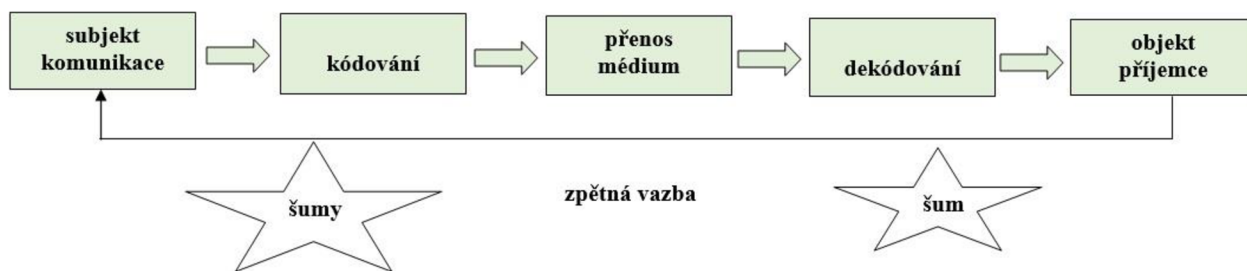 subjekt
komunikace
kódování
přenos
médium
dekódování
objekt
příjemce
šumy
zpětná vazba
šum